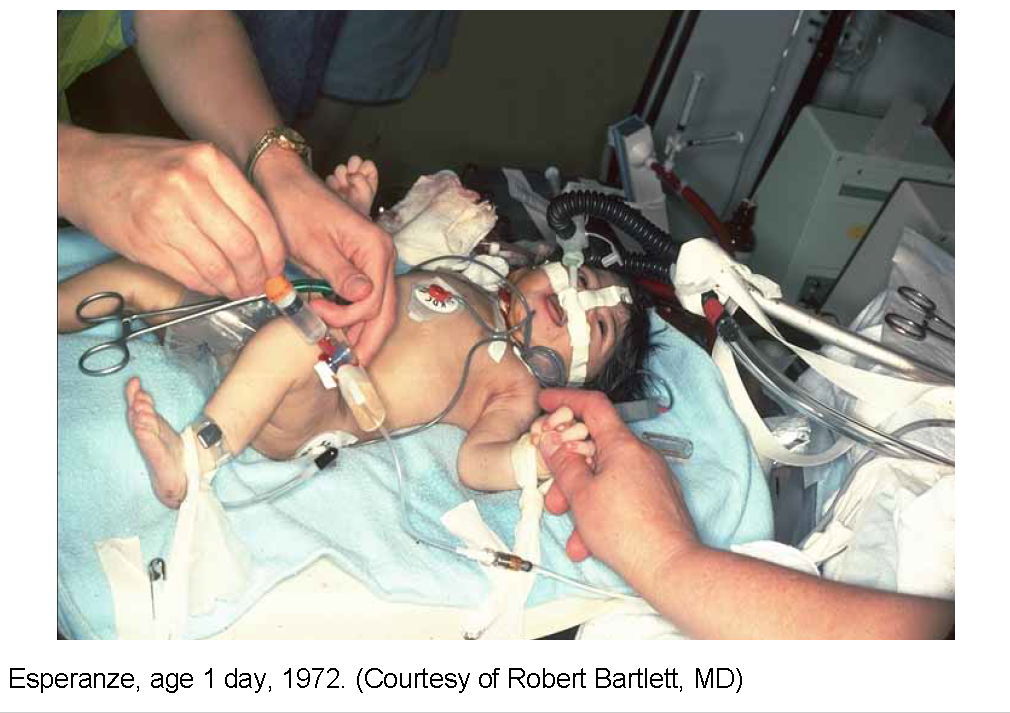 Esperanze, age 1 day, 1972. (Courtesy of Robert Bartlett, MD)